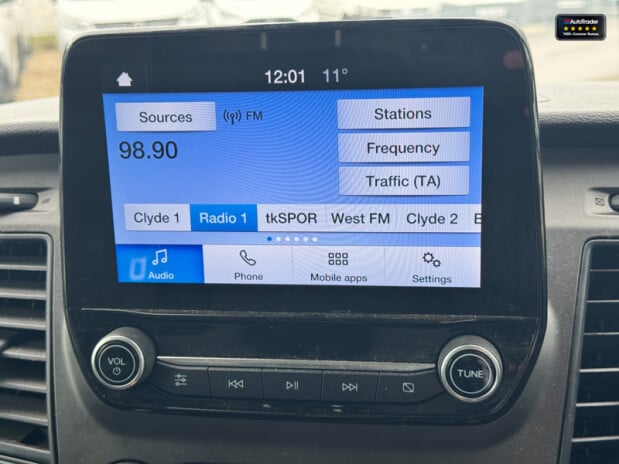 AutoTrader
12:01 11°
Sources FM Stations
98.90 Frequency
Traffic (TA)
Clyde 1 Radio 1 tkSPOR West FM Clyde 2
Audio Phone Mobile apps Settings
VOL TUNE